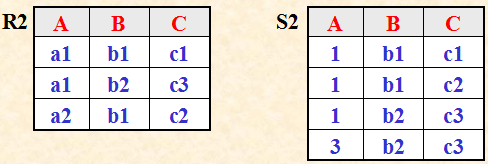 R2 A B C S2 A B C
a1 b1 c1 1 b1 c1
a1 b2 c3 1 b1 c2
a2 b1 c2 1 b2 c3
3 b2 c3